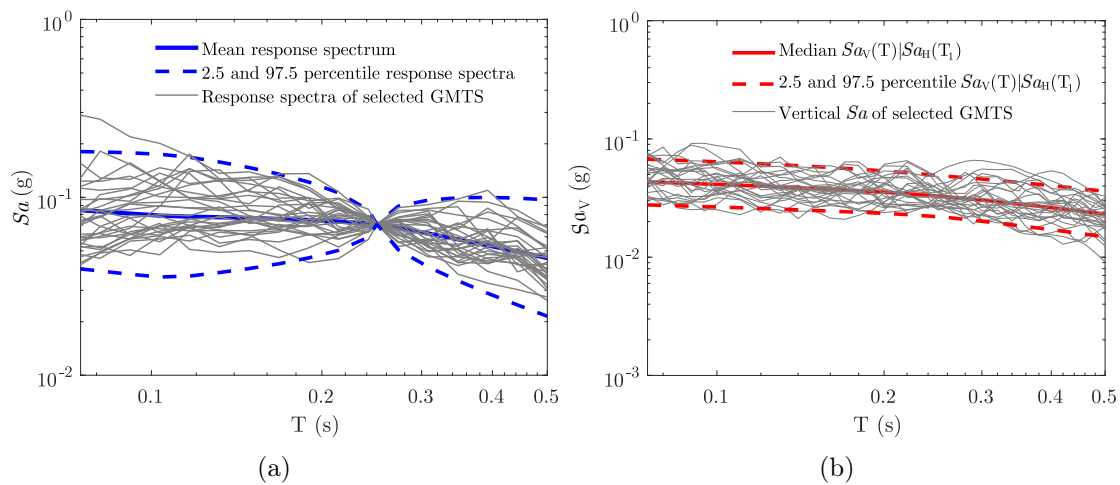 (a)
10^0
10^-1
10^-2
Sa (g)
Mean response spectrum
2.5 and 97.5 percentile response spectra
Response spectra of selected GMTS
0.1 0.2 0.3 0.4 0.5
T (s)
(a)
(b)
10^0
10^-1
10^-2
10^-3
Sa_V (g)
Median Sa_V(T)|Sa_H(T_1)
2.5 and 97.5 percentile Sa_V(T)|Sa_H(T_1)
Vertical Sa of selected GMTS
0.1 0.2 0.3 0.4 0.5
T (s)
(b)